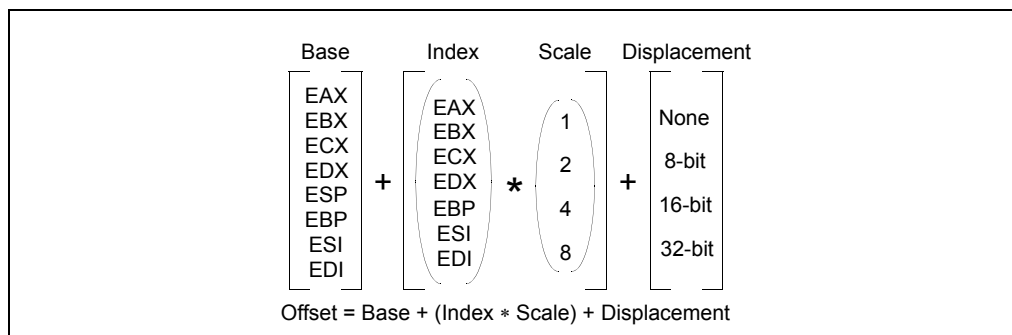 Base Index Scale Displacement
EAX
EBX
ECX
EDX
ESP
EBP
ESI
EDI
+
EAX
EBX
ECX
EDX
EBP
ESI
EDI
*
1
2
4
8
+
None
8-bit
16-bit
32-bit
Offset = Base + (Index ∗ Scale) + Displacement